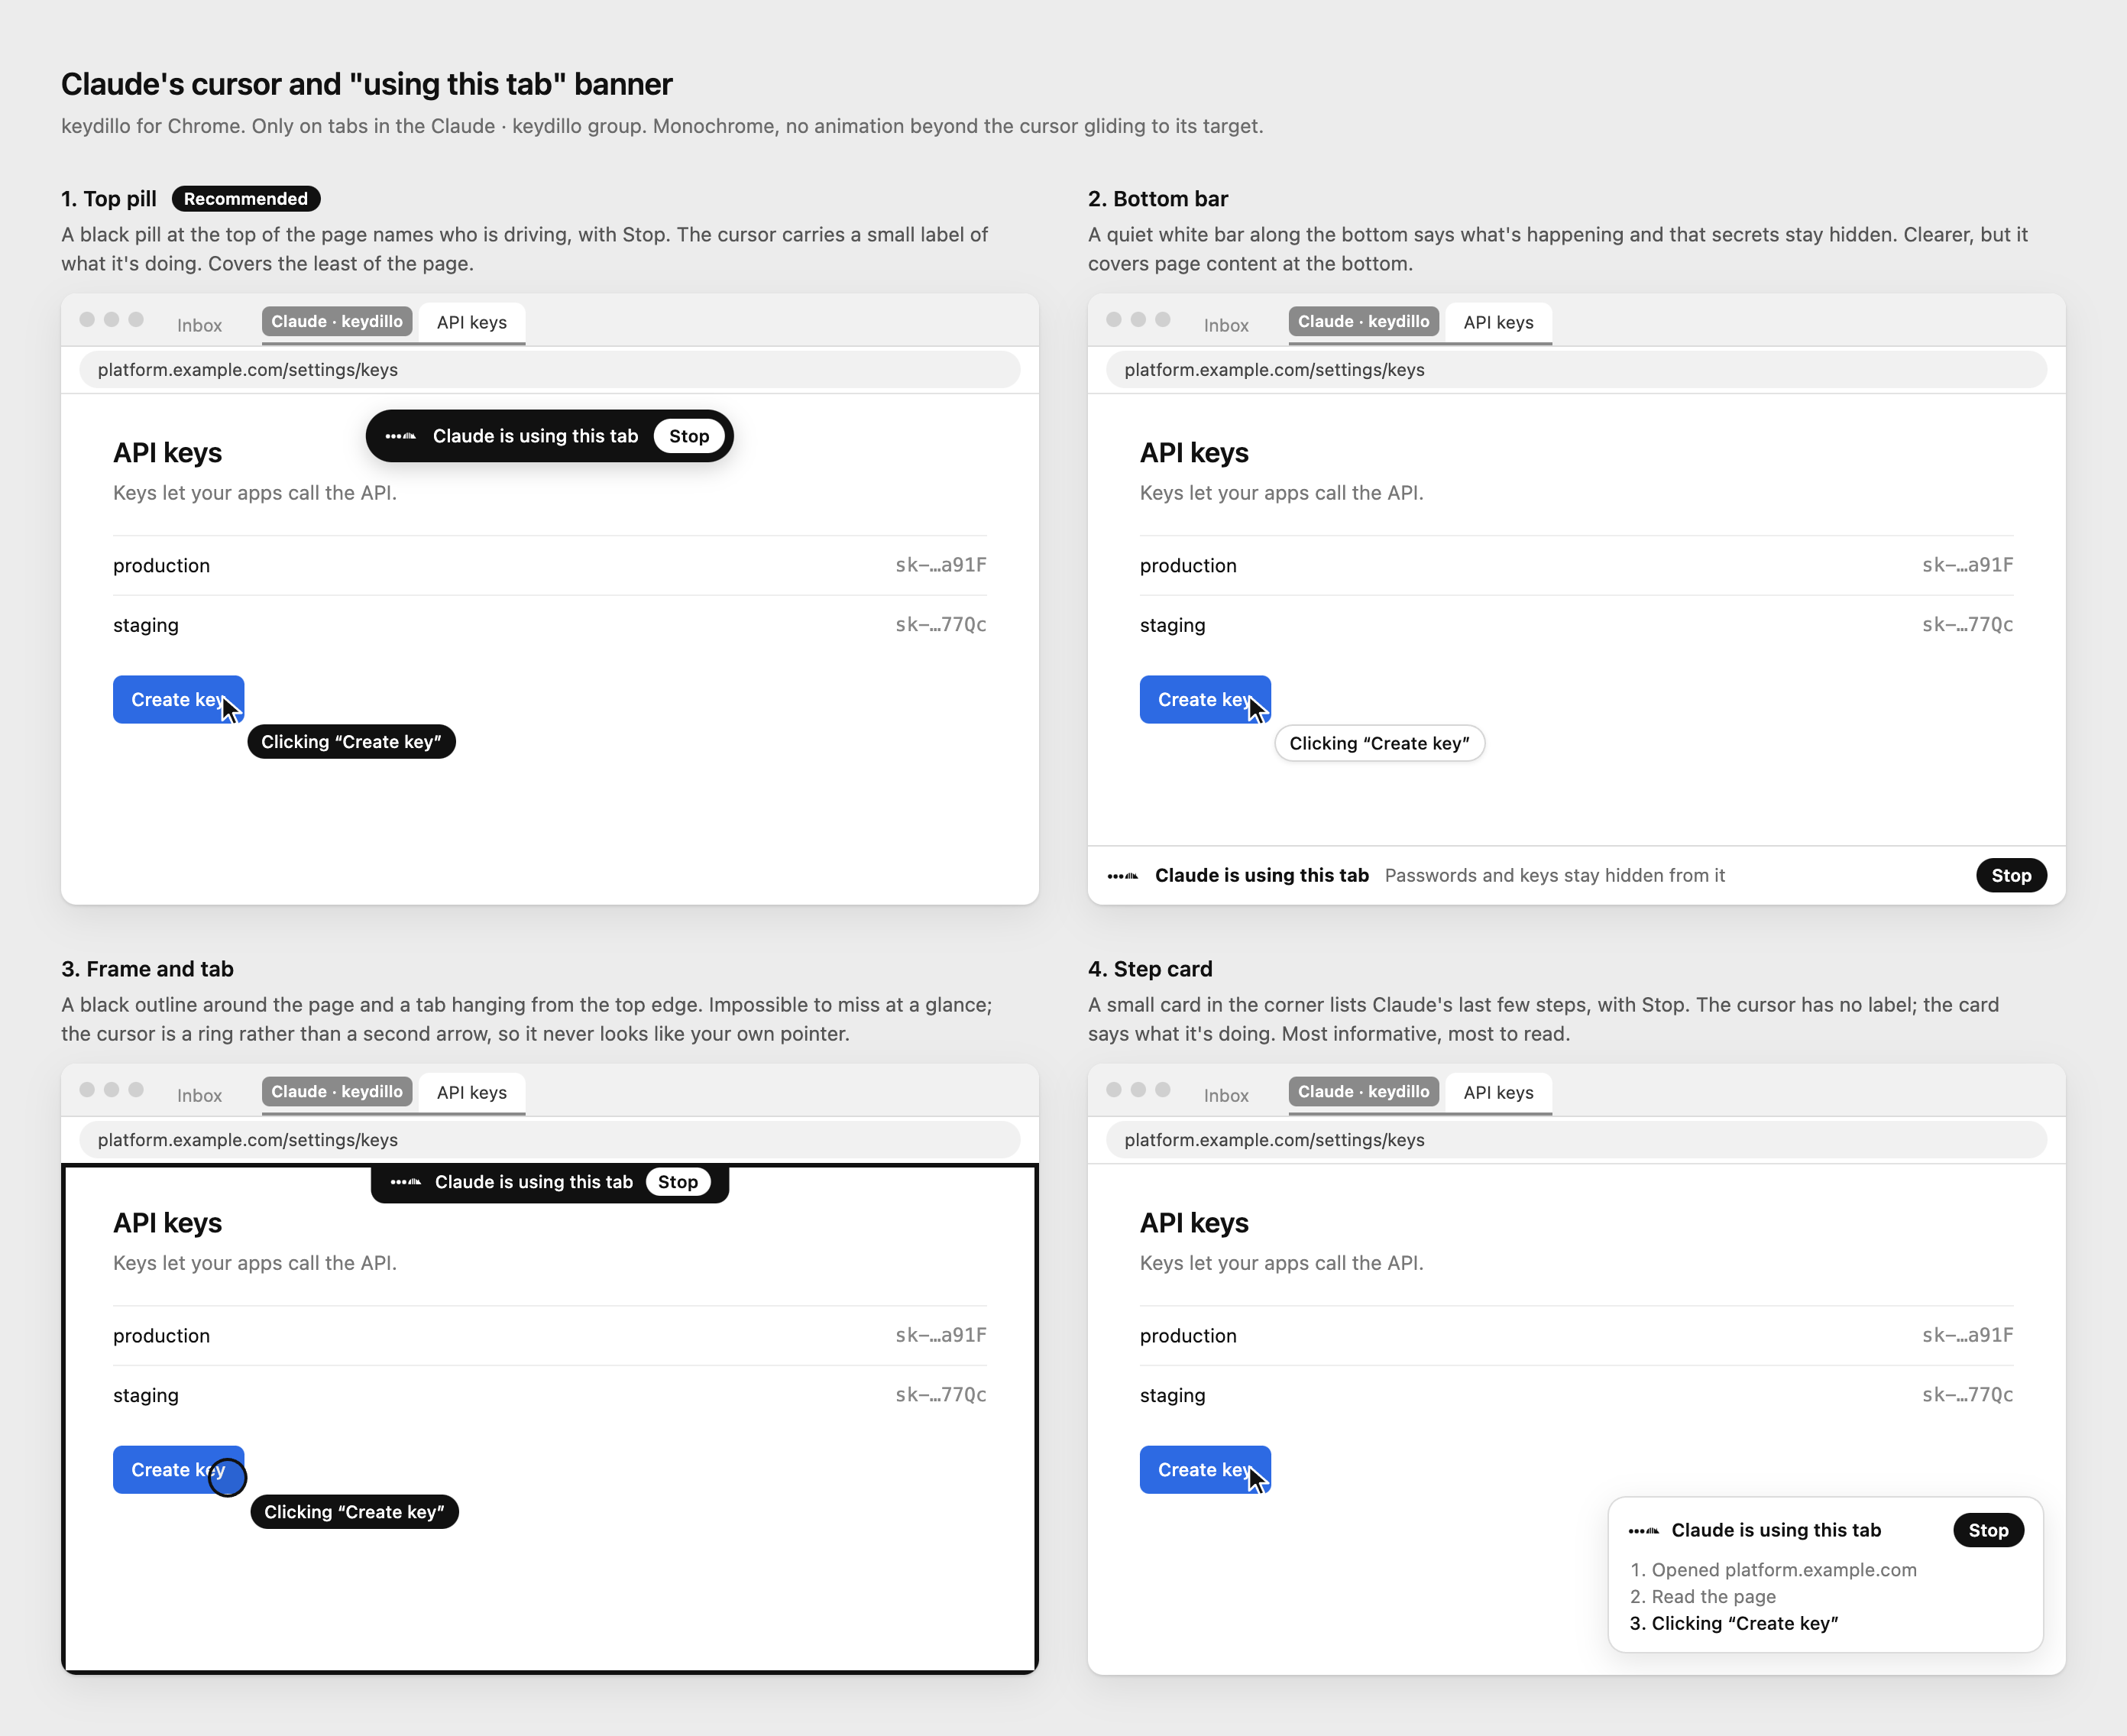 Claude's cursor and "using this tab" banner
keydillo for Chrome. Only on tabs in the Claude · keydillo group. Monochrome, no animation beyond the cursor gliding to its target.
1. Top pill Recommended
A black pill at the top of the page names who is driving, with Stop. The cursor carries a small label of
what it's doing. Covers the least of the page.
Inbox Claude · keydillo API keys
platform.example.com/settings/keys
Claude is using this tab Stop
API keys
Keys let your apps call the API.
production sk–…a91F
staging sk–…77Qc
Create key
Clicking “Create key”
2. Bottom bar
A quiet white bar along the bottom says what's happening and that secrets stay hidden. Clearer, but it
covers page content at the bottom.
Inbox Claude · keydillo API keys
platform.example.com/settings/keys
API keys
Keys let your apps call the API.
production sk–…a91F
staging sk–…77Qc
Create key
Clicking “Create key”
Claude is using this tab Passwords and keys stay hidden from it Stop
3. Frame and tab
A black outline around the page and a tab hanging from the top edge. Impossible to miss at a glance;
the cursor is a ring rather than a second arrow, so it never looks like your own pointer.
Inbox Claude · keydillo API keys
platform.example.com/settings/keys
Claude is using this tab Stop
API keys
Keys let your apps call the API.
production sk–…a91F
staging sk–…77Qc
Create key
Clicking “Create key”
4. Step card
A small card in the corner lists Claude's last few steps, with Stop. The cursor has no label; the card
says what it's doing. Most informative, most to read.
Inbox Claude · keydillo API keys
platform.example.com/settings/keys
API keys
Keys let your apps call the API.
production sk–…a91F
staging sk–…77Qc
Create key
Claude is using this tab Stop
1. Opened platform.example.com
2. Read the page
3. Clicking “Create key”